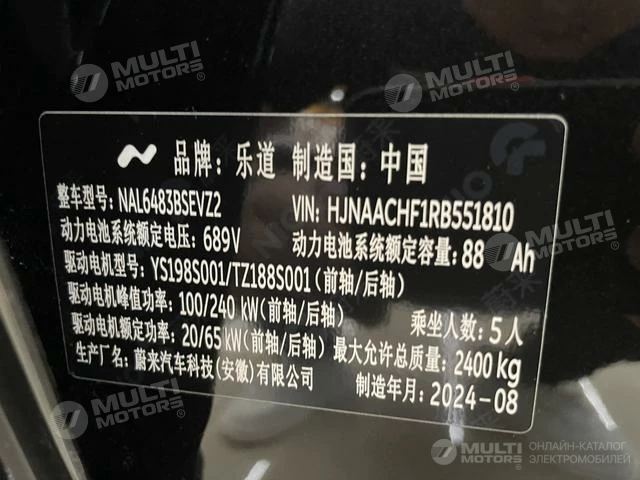 MULTI MOTORS®
MULTI MOTORS®
品牌: 乐道 制造国: 中国
整车型号: NAL6483BSEVZ2 VIN: HJNAACHF1RB551810
动力电池系统额定电压: 689V 动力电池系统额定容量: 88 Ah
驱动电机型号: YS198S001/TZ188S001 (前轴/后轴)
驱动电机峰值功率: 100/240 kW(前轴/后轴) 乘坐人数: 5人
驱动电机额定功率: 20/65 kW(前轴/后轴) 最大允许总质量: 2400 kg
生产厂名: 蔚来汽车科技(安徽)有限公司 制造年月: 2024-08
NIO 蔚来
MULTI MOTORS®
MULTI MOTORS® ОНЛАЙН-КАТАЛОГ ЭЛЕКТРОМОБИЛЕЙ